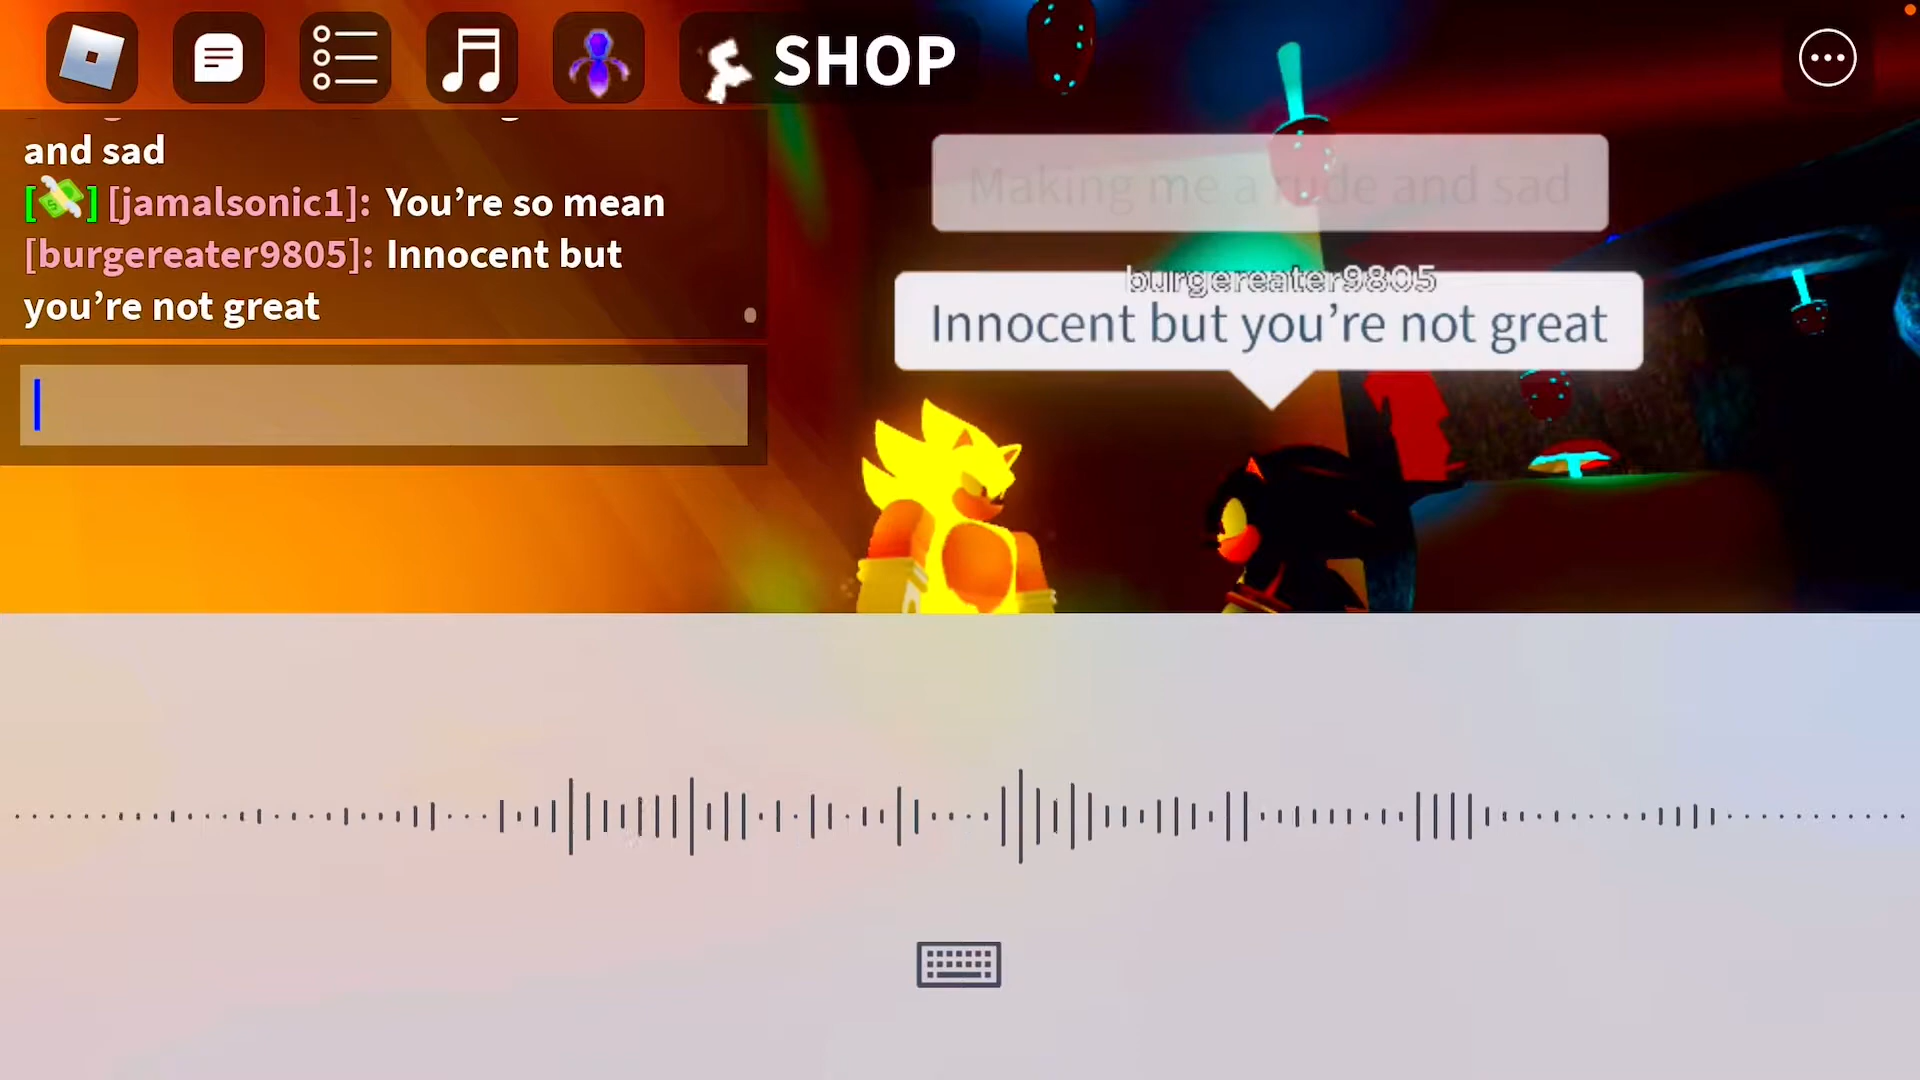 SHOP
and sad
[💸] [jamalsonic1]: You’re so mean
[burgereater9805]: Innocent but
you’re not great
Making me a rude and sad
burgereater9805
Innocent but you’re not great